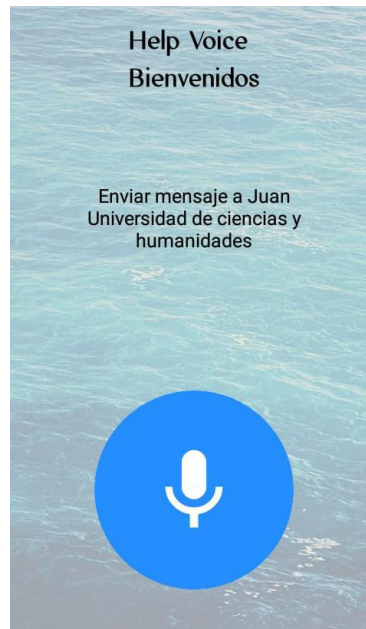 Help Voice
Bienvenidos
Enviar mensaje a Juan
Universidad de ciencias y
humanidades